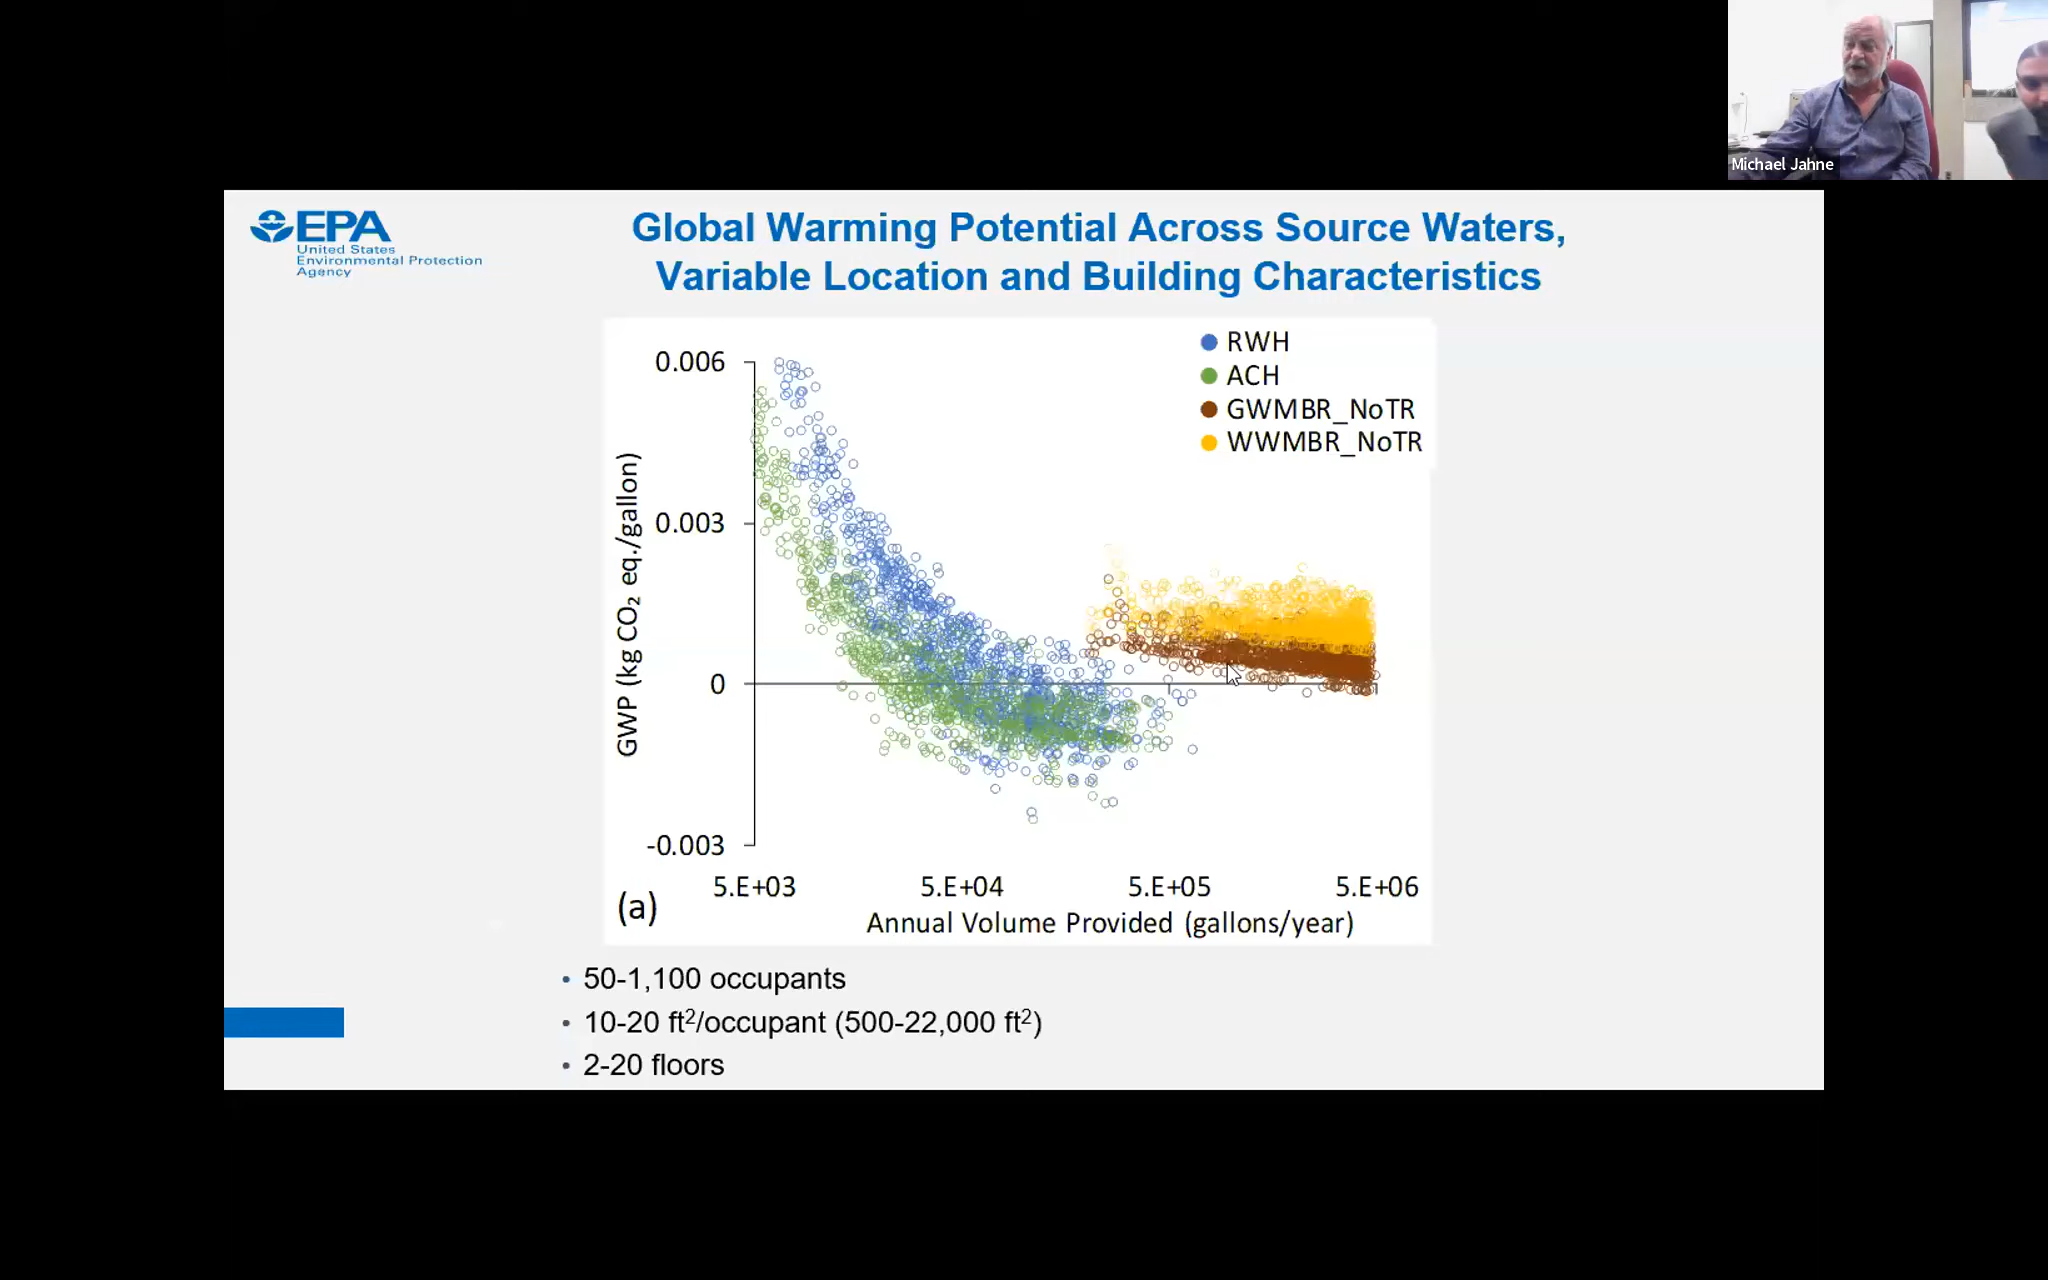 Michael Jahne
EPA
United States
Environmental Protection
Agency
Global Warming Potential Across Source Waters,
Variable Location and Building Characteristics
RWH
ACH
GWMBR_NoTR
WWMBR_NoTR
0.006
0.003
0
-0.003
GWP (kg CO₂ eq./gallon)
5.E+03 5.E+04 5.E+05 5.E+06
(a)
Annual Volume Provided (gallons/year)
• 50-1,100 occupants
• 10-20 ft²/occupant (500-22,000 ft²)
• 2-20 floors